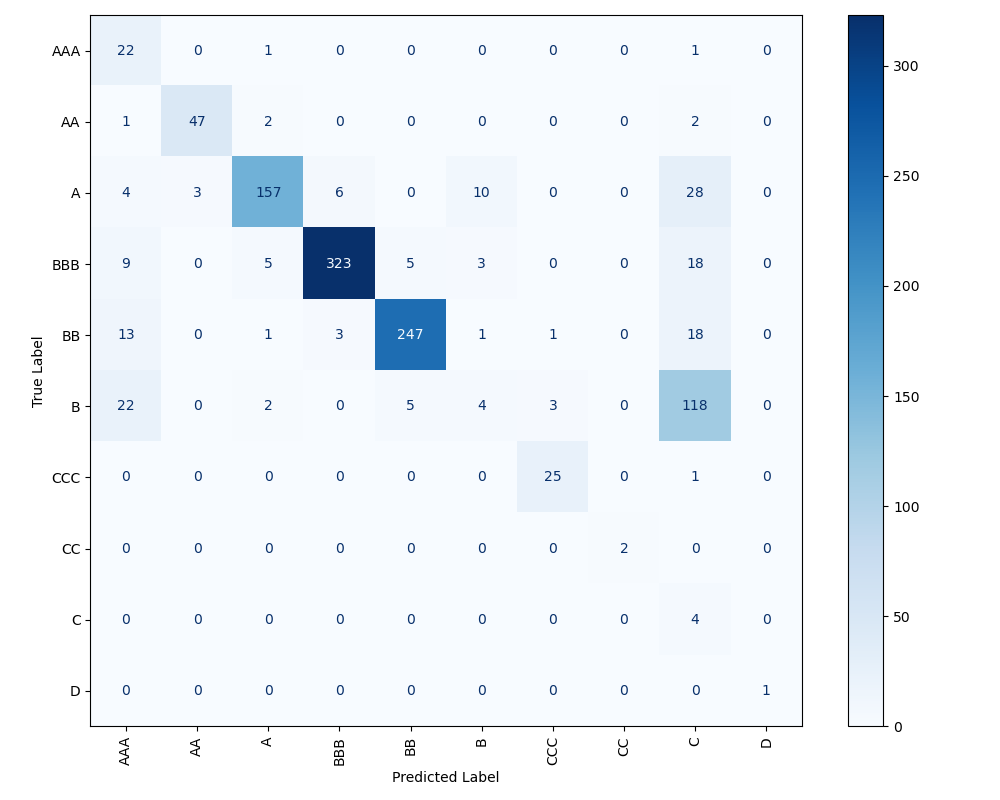 AAA 22 0 1 0 0 0 0 0 1 0
AA 1 47 2 0 0 0 0 0 2 0
A 4 3 157 6 0 10 0 0 28 0
BBB 9 0 5 323 5 3 0 0 18 0
BB 13 0 1 3 247 1 1 0 18 0
B 22 0 2 0 5 4 3 0 118 0
CCC 0 0 0 0 0 0 25 0 1 0
CC 0 0 0 0 0 0 0 2 0 0
C 0 0 0 0 0 0 0 0 4 0
D 0 0 0 0 0 0 0 0 0 1
AAA AA A BBB BB B CCC CC C D
Predicted Label
True Label
300
250
200
150
100
50
0